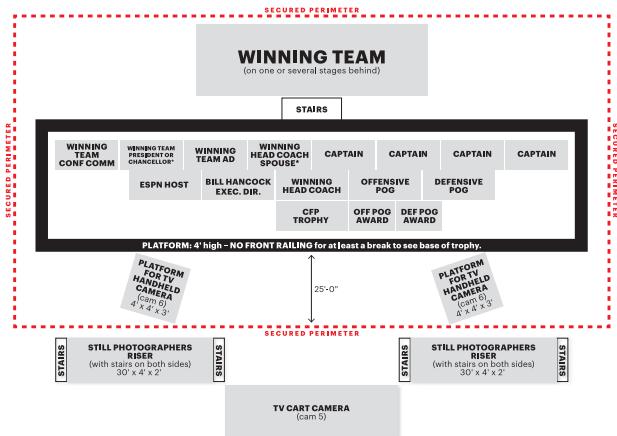 SECURED PERIMETER
WINNING TEAM
(on one or several stages behind)
STAIRS
SECURED PERIMETER
SECURED PERIMETER
WINNING
TEAM
CONF COMM
WINNING TEAM
PRESIDENT OR
CHANCELLOR*
WINNING
TEAM AD
WINNING
HEAD COACH
SPOUSE*
CAPTAIN
CAPTAIN
CAPTAIN
CAPTAIN
ESPN HOST
BILL HANCOCK
EXEC. DIR.
WINNING
HEAD COACH
OFFENSIVE
POG
DEFENSIVE
POG
CFP
TROPHY
OFF POG
AWARD
DEF POG
AWARD
PLATFORM: 4' high – NO FRONT RAILING for at least a break to see base of trophy.
PLATFORM
FOR TV
HANDHELD
CAMERA
(cam 6)
4' x 4' x 3'
25'-0"
PLATFORM
FOR TV
HANDHELD
CAMERA
(cam 6)
4' x 4' x 3'
SECURED PERIMETER
STAIRS
STILL PHOTOGRAPHERS
RISER
(with stairs on both sides)
30' x 4' x 2'
STAIRS
STAIRS
STILL PHOTOGRAPHERS
RISER
(with stairs on both sides)
30' x 4' x 2'
STAIRS
TV CART CAMERA
(cam 5)